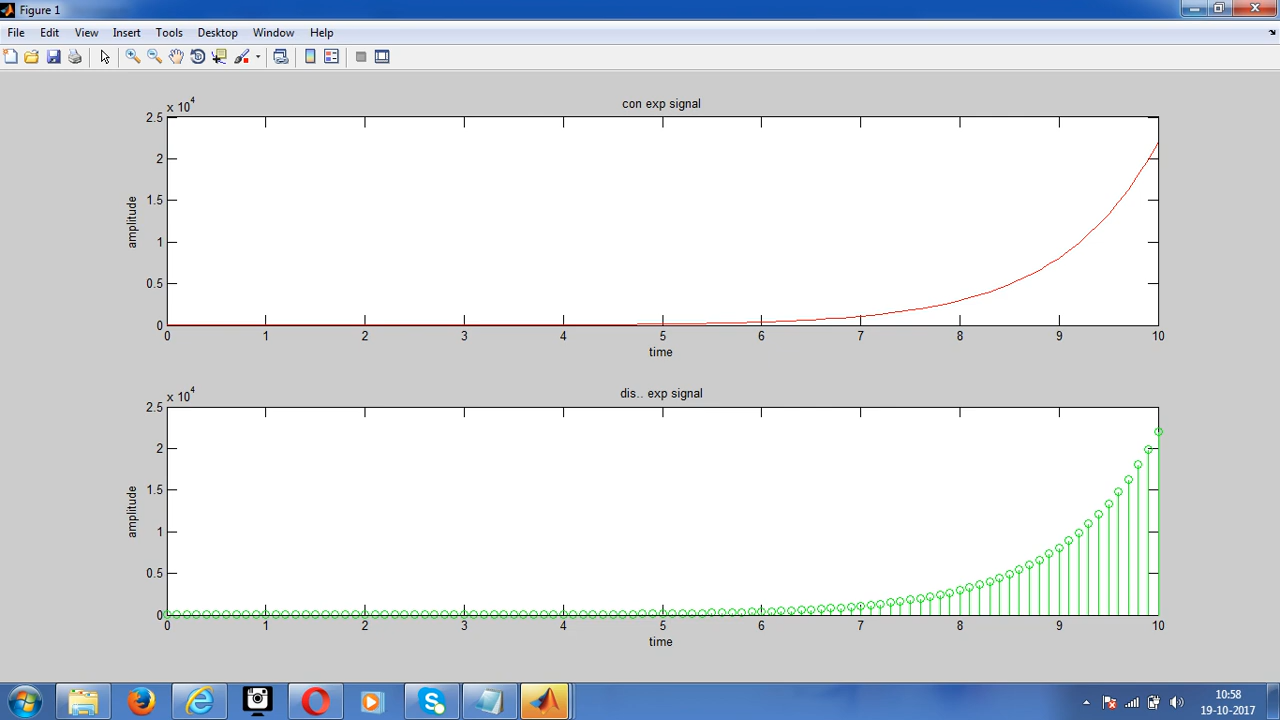 Figure 1
File Edit View Insert Tools Desktop Window Help
con exp signal
x 10^4
2.5
2
1.5
1
0.5
0
amplitude
0 1 2 3 4 5 6 7 8 9 10
time
dis.. exp signal
x 10^4
2.5
2
1.5
1
0.5
0
amplitude
0 1 2 3 4 5 6 7 8 9 10
time
10:58
19-10-2017